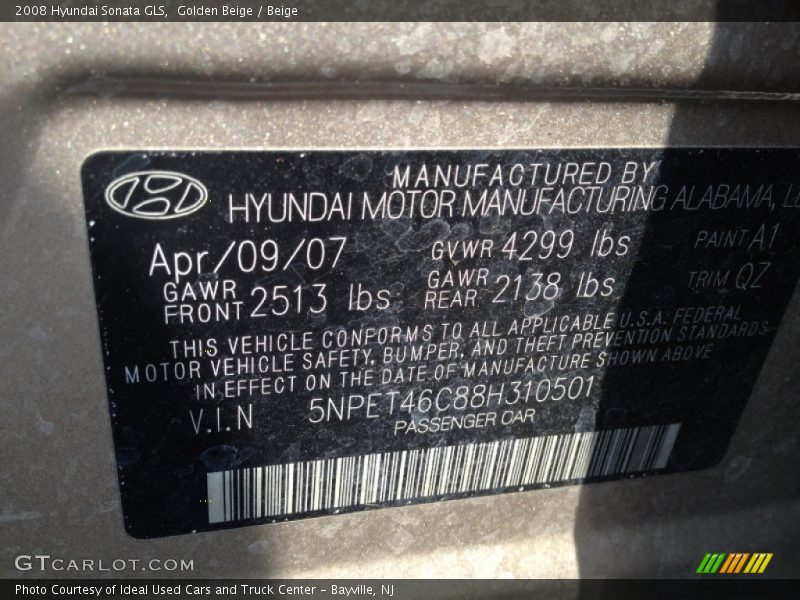 2008 Hyundai Sonata GLS,  Golden Beige / Beige
MANUFACTURED BY
HYUNDAI MOTOR MANUFACTURING ALABAMA,
Apr/09/07 GVWR 4299 lbs PAINT A1
GAWR FRONT 2513 lbs GAWR REAR 2138 lbs TRIM QZ
THIS VEHICLE CONFORMS TO ALL APPLICABLE U.S.A. FEDERAL
MOTOR VEHICLE SAFETY, BUMPER, AND THEFT PREVENTION STANDARDS
IN EFFECT ON THE DATE OF MANUFACTURE SHOWN ABOVE
V.I.N 5NPET46C88H310501
PASSENGER CAR
GTCARLOT.COM
Photo Courtesy of Ideal Used Cars and Truck Center – Bayville, NJ